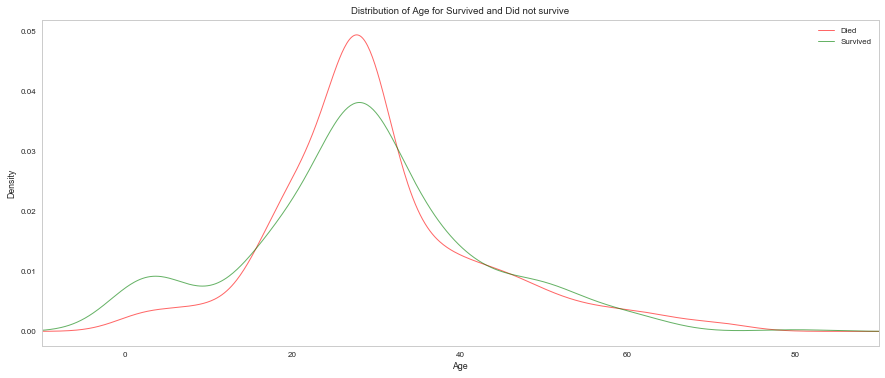 Distribution of Age for Survived and Did not survive
Died
Survived
0.05
0.04
0.03
0.02
0.01
0.00
Density
0
20
40
60
80
Age